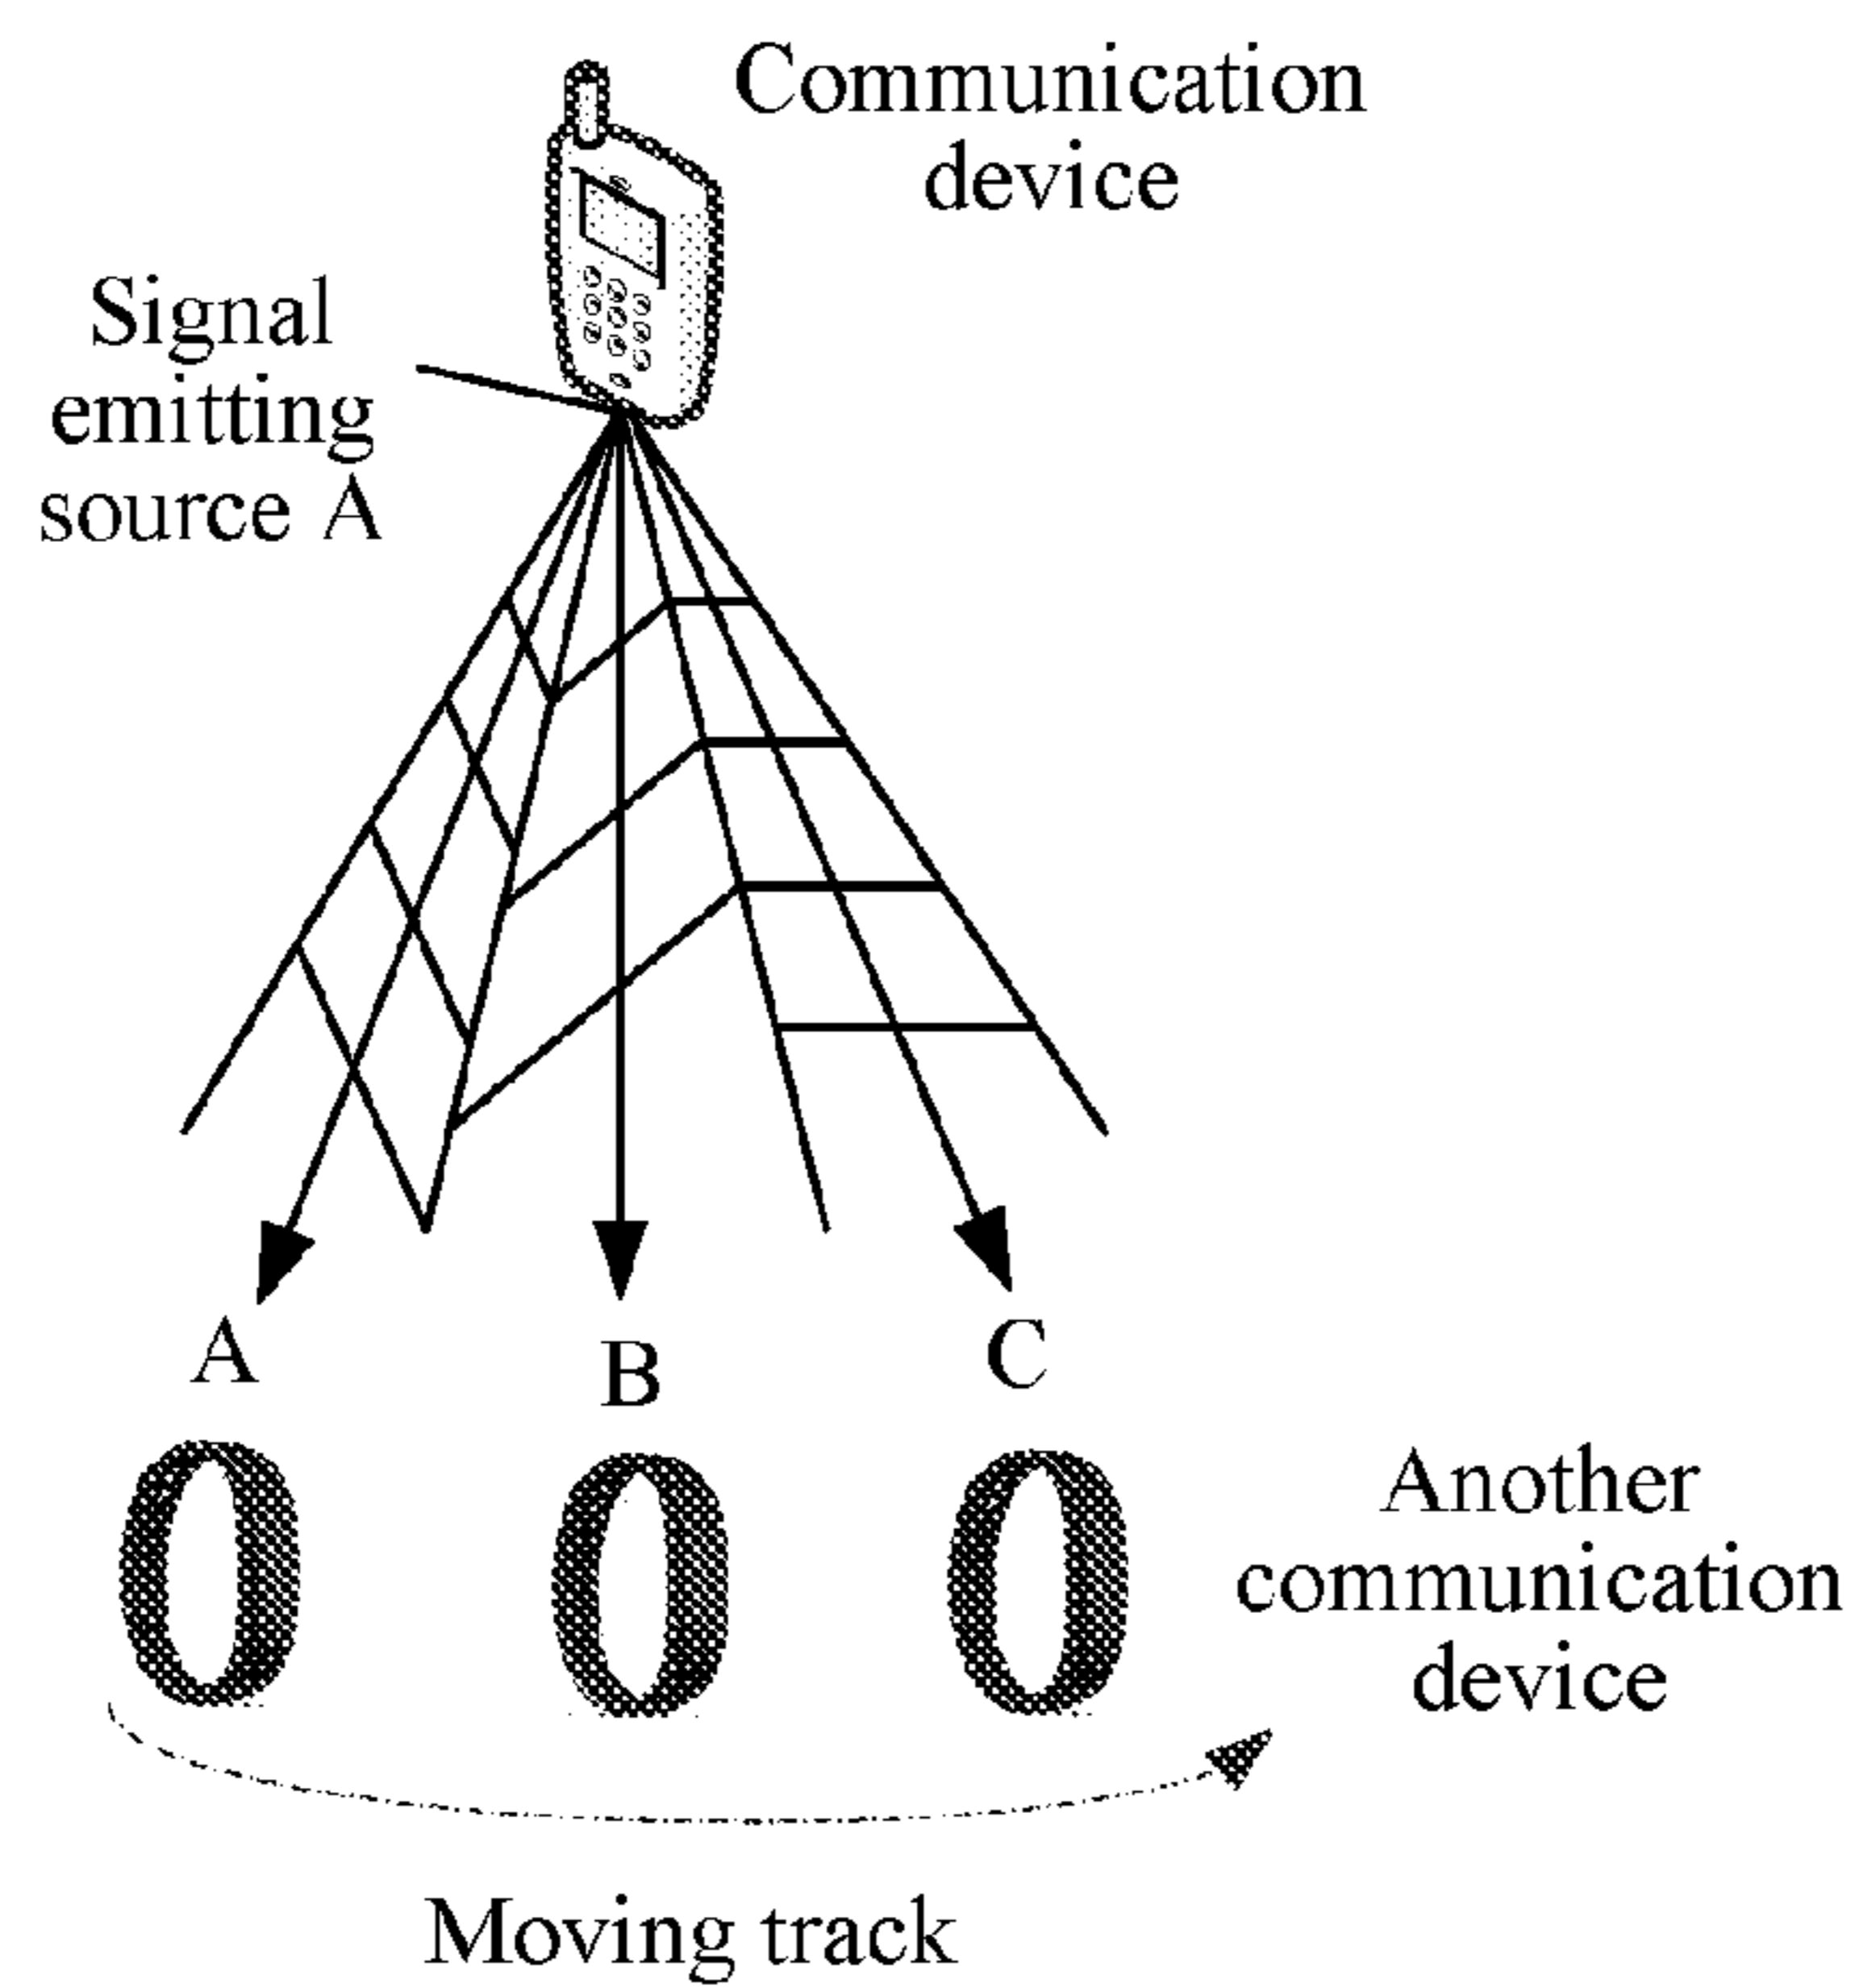 Communication
device
Signal
emitting
source A
A
B
C
Another
communication
device
Moving track